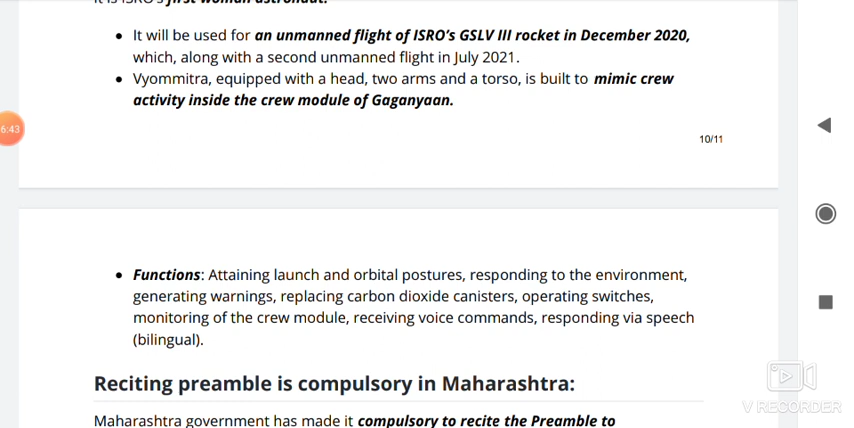 • It will be used for an unmanned flight of ISRO's GSLV III rocket in December 2020,
which, along with a second unmanned flight in July 2021.
• Vyommitra, equipped with a head, two arms and a torso, is built to mimic crew
activity inside the crew module of Gaganyaan.
6:43
10/11
• Functions: Attaining launch and orbital postures, responding to the environment,
generating warnings, replacing carbon dioxide canisters, operating switches,
monitoring of the crew module, receiving voice commands, responding via speech
(bilingual).
Reciting preamble is compulsory in Maharashtra:
V RECORDER
Maharashtra government has made it compulsory to recite the Preamble to